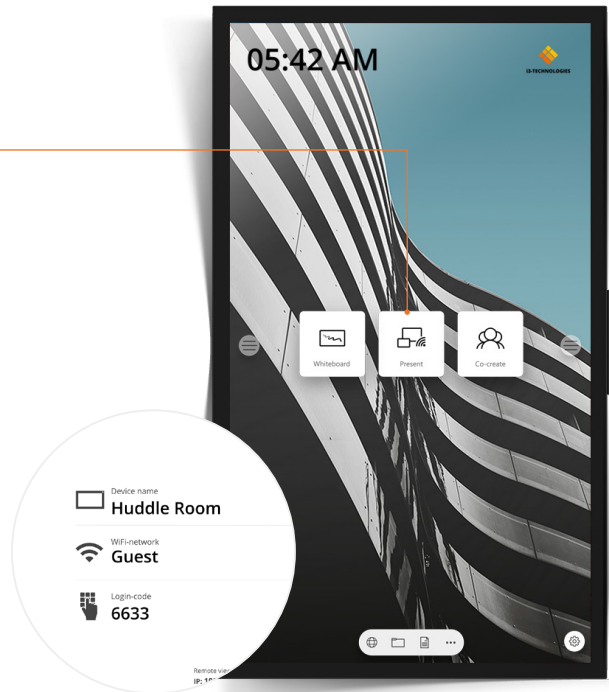 05:42 AM
i3-TECHNOLOGIES
Whiteboard
Present
Co-create
Device name
Huddle Room
WiFi-network
Guest
Login-code
6633
Remote
IP: